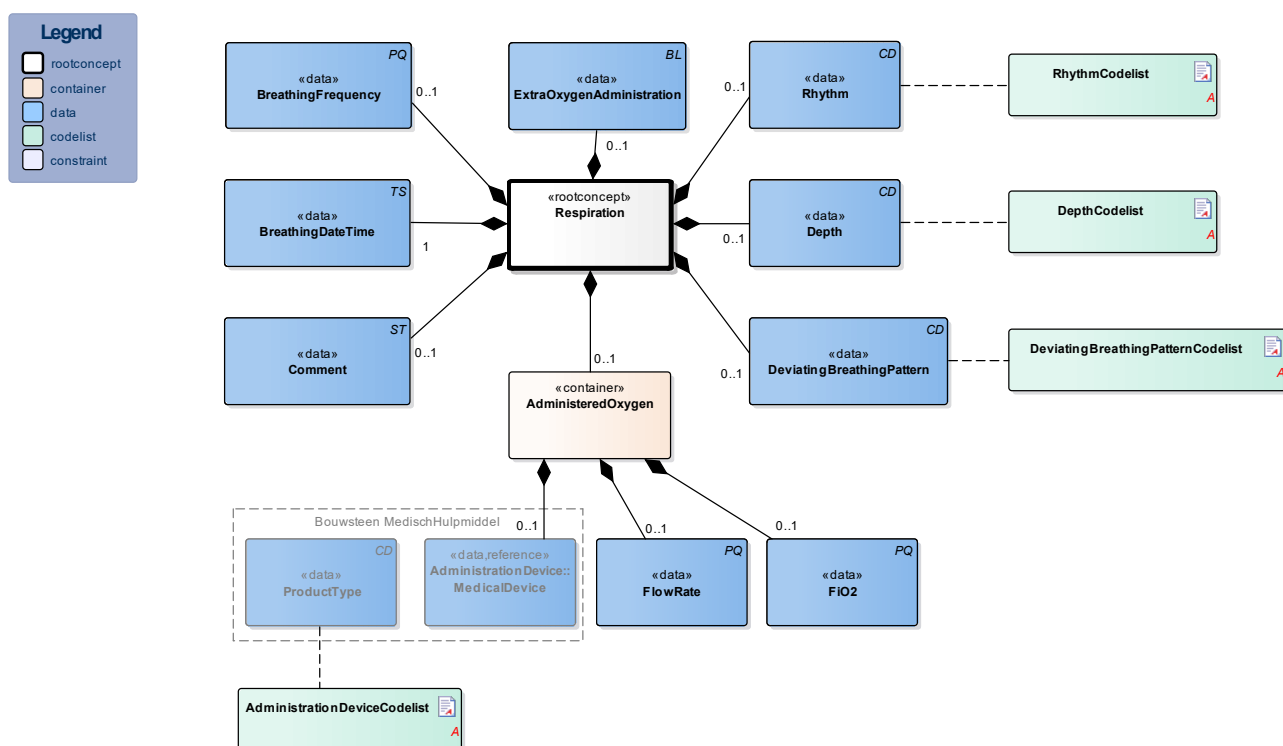 Legend
rootconcept
container
data
codelist
constraint
PQ
«data»
BreathingFrequency
0..1
BL
«data»
ExtraOxygenAdministration
0..1
CD
«data»
Rhythm
0..1
RhythmCodelist
A
TS
«data»
BreathingDateTime
1
«rootconcept»
Respiration
CD
«data»
Depth
0..1
DepthCodelist
A
ST
«data»
Comment
0..1
0..1
CD
«data»
DeviatingBreathingPattern
0..1
DeviatingBreathingPatternCodelist
A
«container»
AdministeredOxygen
Bouwsteen MedischHulpmiddel
0..1
0..1
0..1
CD
«data»
ProductType
«data,reference»
AdministrationDevice::
MedicalDevice
PQ
«data»
FlowRate
PQ
«data»
FiO2
AdministrationDeviceCodelist
A